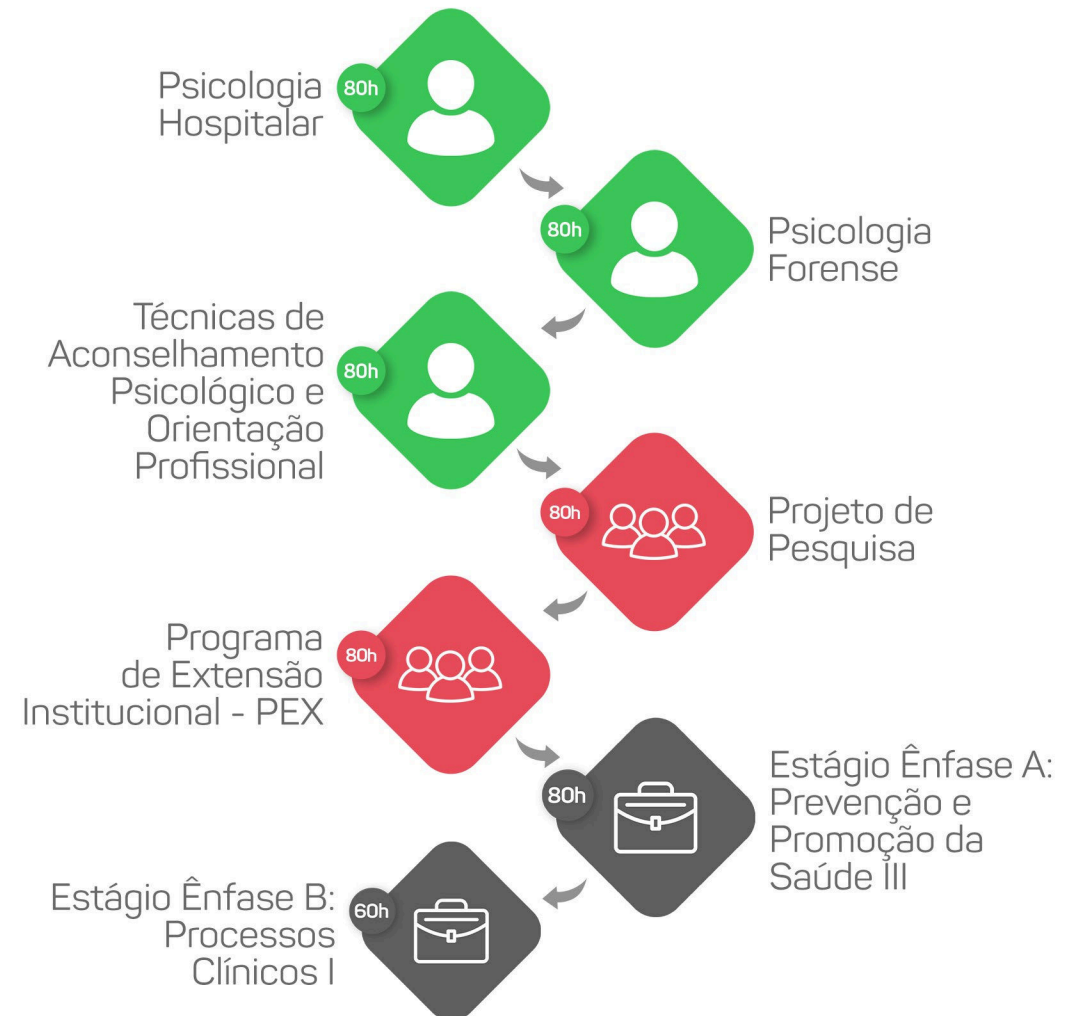 Psicologia
Hospitalar
80h
80h
Psicologia
Forense
Técnicas de
Aconselhamento
Psicológico e
Orientação
Profissional
80h
80h
Projeto de
Pesquisa
Programa
de Extensão
Institucional - PEX
80h
80h
Estágio Ênfase A:
Prevenção e
Promoção da
Saúde III
Estágio Ênfase B:
Processos
Clínicos I
60h